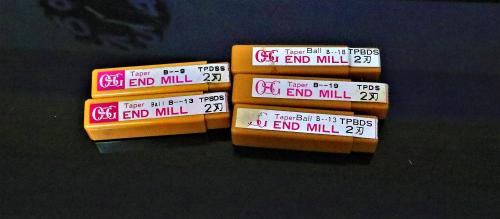 OSG Taper B--9 TPDSS
END MILL 2刃
OSG Taper Ball B--13 TPBDS
END MILL 2刃
OSG Taper Ball B--18 TPBDS
END MILL 2刃
OSG Taper B--19 TPDS
END MILL 2刃
OSG Taper Ball B--13 TPBDS
END MILL 2刃